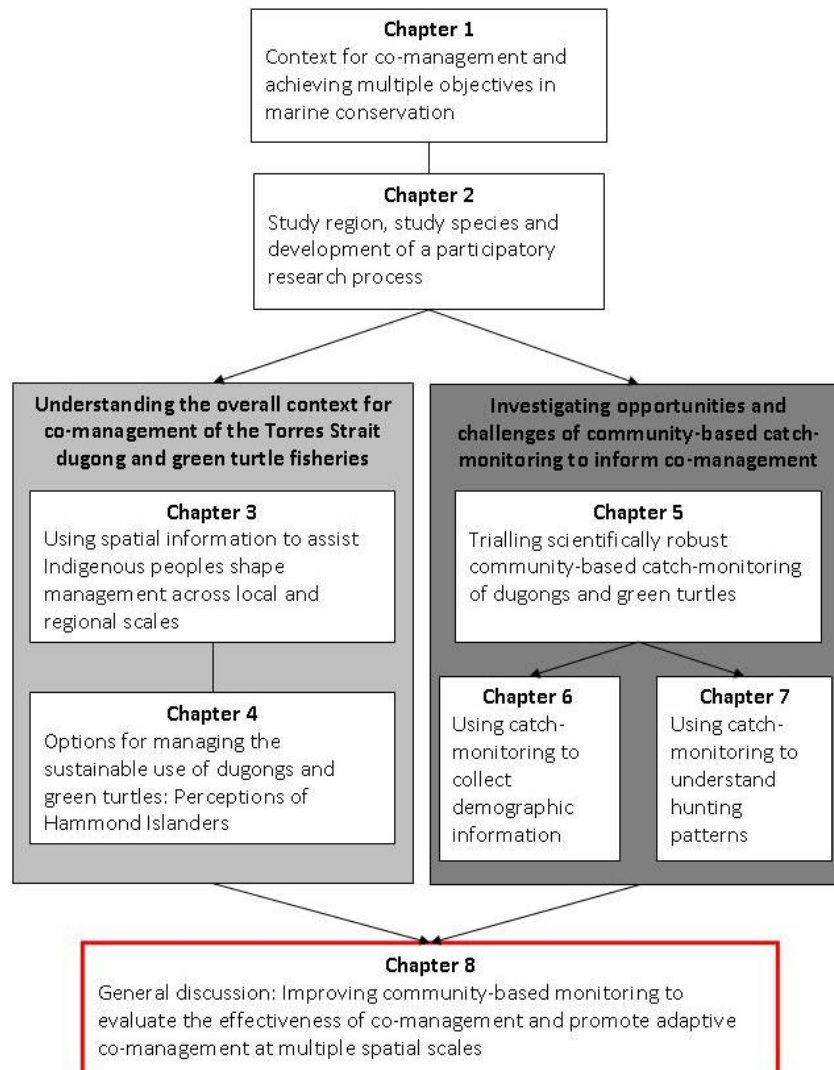 Chapter 1
Context for co-management and
achieving multiple objectives in
marine conservation
Chapter 2
Study region, study species and
development of a participatory
research process
Understanding the overall context for
co-management of the Torres Strait
dugong and green turtle fisheries
Chapter 3
Using spatial information to assist
Indigenous peoples shape
management across local and
regional scales
Chapter 4
Options for managing the
sustainable use of dugongs and
green turtles: Perceptions of
Hammond Islanders
Investigating opportunities and
challenges of community-based catch-
monitoring to inform co-management
Chapter 5
Trialling scientifically robust
community-based catch-monitoring
of dugongs and green turtles
Chapter 6
Using catch-
monitoring to
collect
demographic
information
Chapter 7
Using catch-
monitoring to
understand
hunting
patterns
Chapter 8
General discussion: Improving community-based monitoring to
evaluate the effectiveness of co-management and promote adaptive
co-management at multiple spatial scales